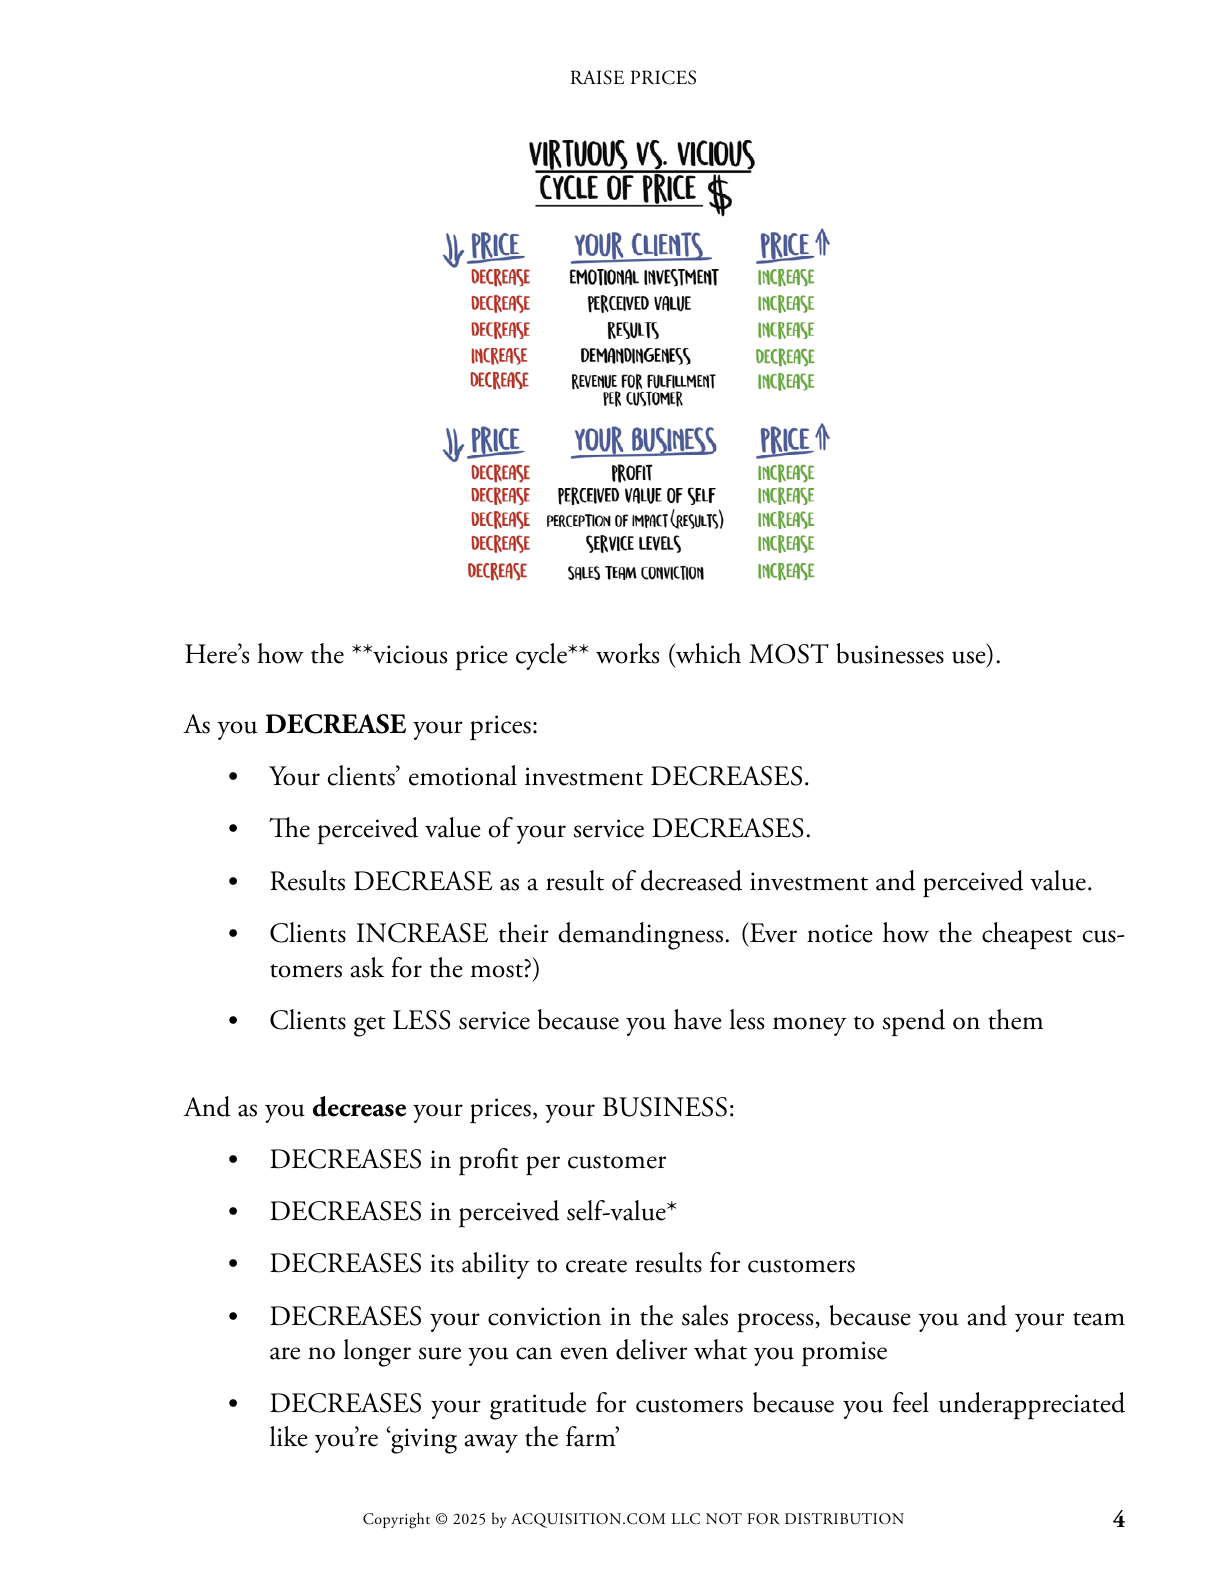 RAISE PRICES
VIRTUOUS VS. VICIOUS
CYCLE OF PRICE $
PRICE YOUR CLIENTS PRICE
DECREASE EMOTIONAL INVESTMENT INCREASE
DECREASE PERCEIVED VALUE INCREASE
DECREASE RESULTS INCREASE
INCREASE DEMANDINGENESS DECREASE
DECREASE REVENUE FOR FULFILLMENT INCREASE
PER CUSTOMER
PRICE YOUR BUSINESS PRICE
DECREASE PROFIT INCREASE
DECREASE PERCEIVED VALUE OF SELF INCREASE
DECREASE PERCEPTION OF IMPACT (RESULTS) INCREASE
DECREASE SERVICE LEVELS INCREASE
DECREASE SALES TEAM CONVICTION INCREASE
Here’s how the **vicious price cycle** works (which MOST businesses use).
As you DECREASE your prices:
• Your clients’ emotional investment DECREASES.
• The perceived value of your service DECREASES.
• Results DECREASE as a result of decreased investment and perceived value.
• Clients INCREASE their demandingness. (Ever notice how the cheapest cus-
tomers ask for the most?)
• Clients get LESS service because you have less money to spend on them
And as you decrease your prices, your BUSINESS:
• DECREASES in profit per customer
• DECREASES in perceived self-value*
• DECREASES its ability to create results for customers
• DECREASES your conviction in the sales process, because you and your team
are no longer sure you can even deliver what you promise
• DECREASES your gratitude for customers because you feel underappreciated
like you’re ‘giving away the farm’
Copyright © 2025 by ACQUISITION.COM LLC NOT FOR DISTRIBUTION 4